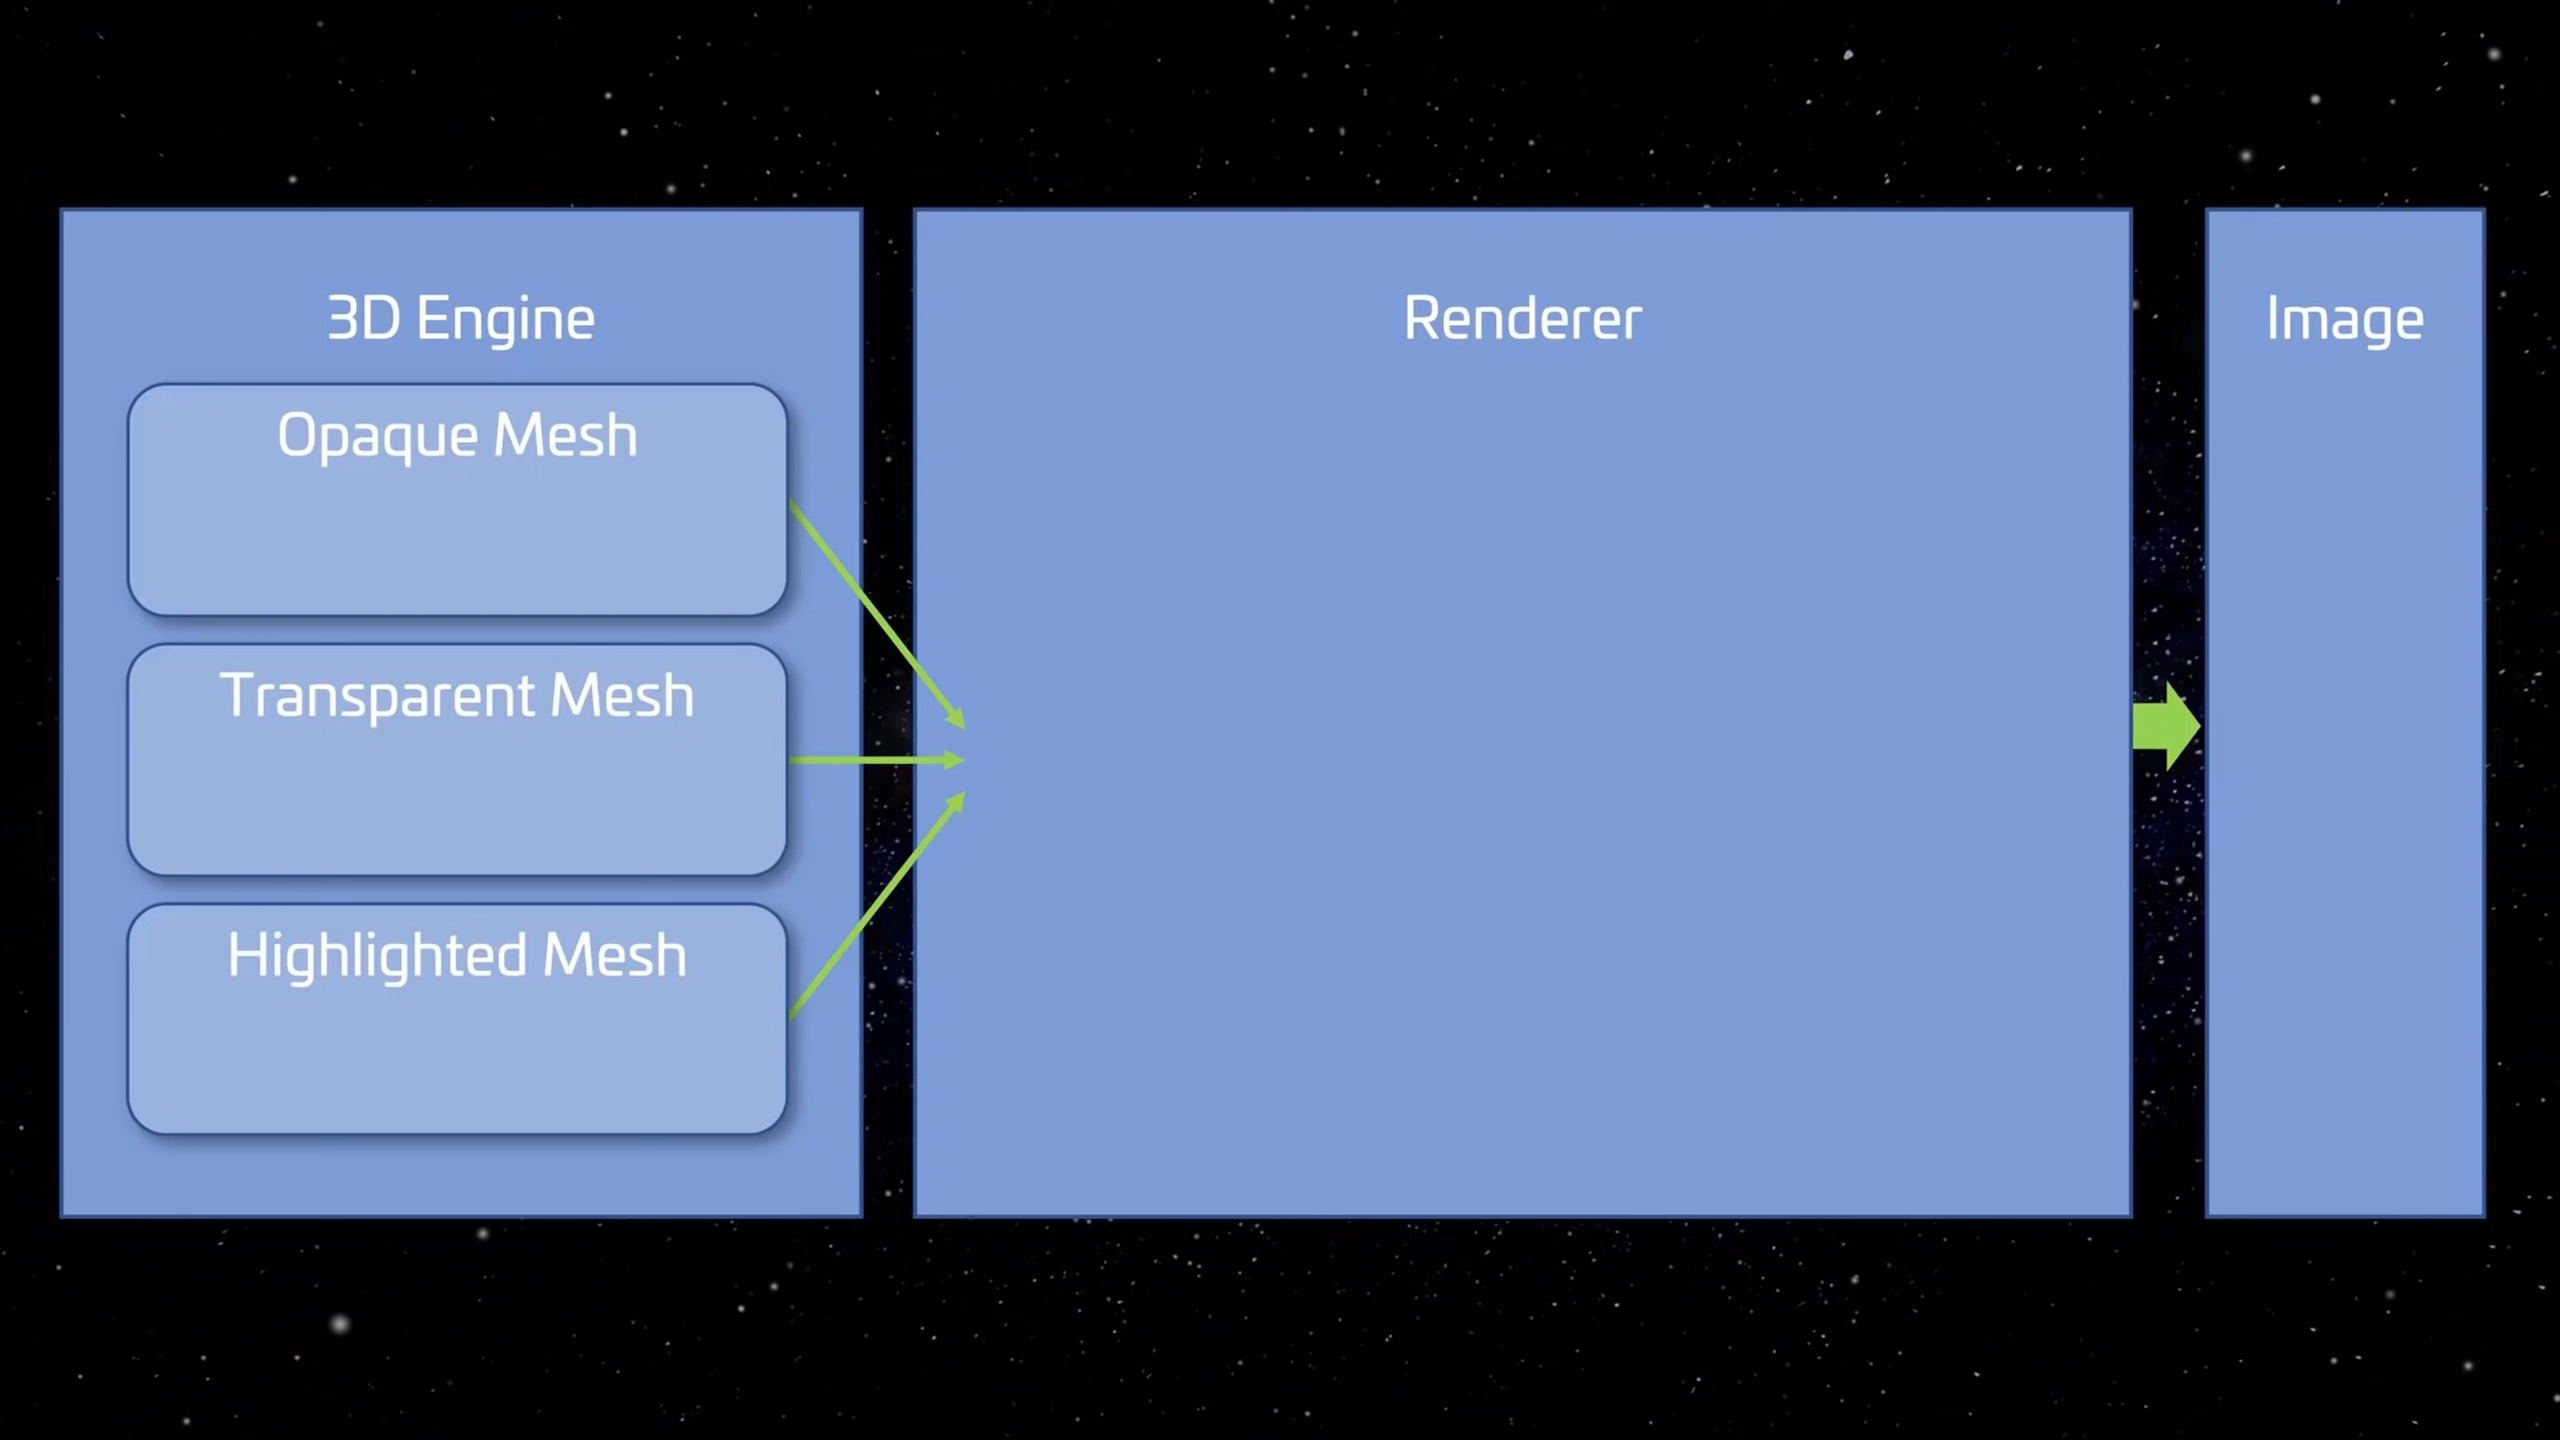 3D Engine
Opaque Mesh
Transparent Mesh
Highlighted Mesh
Renderer
Image